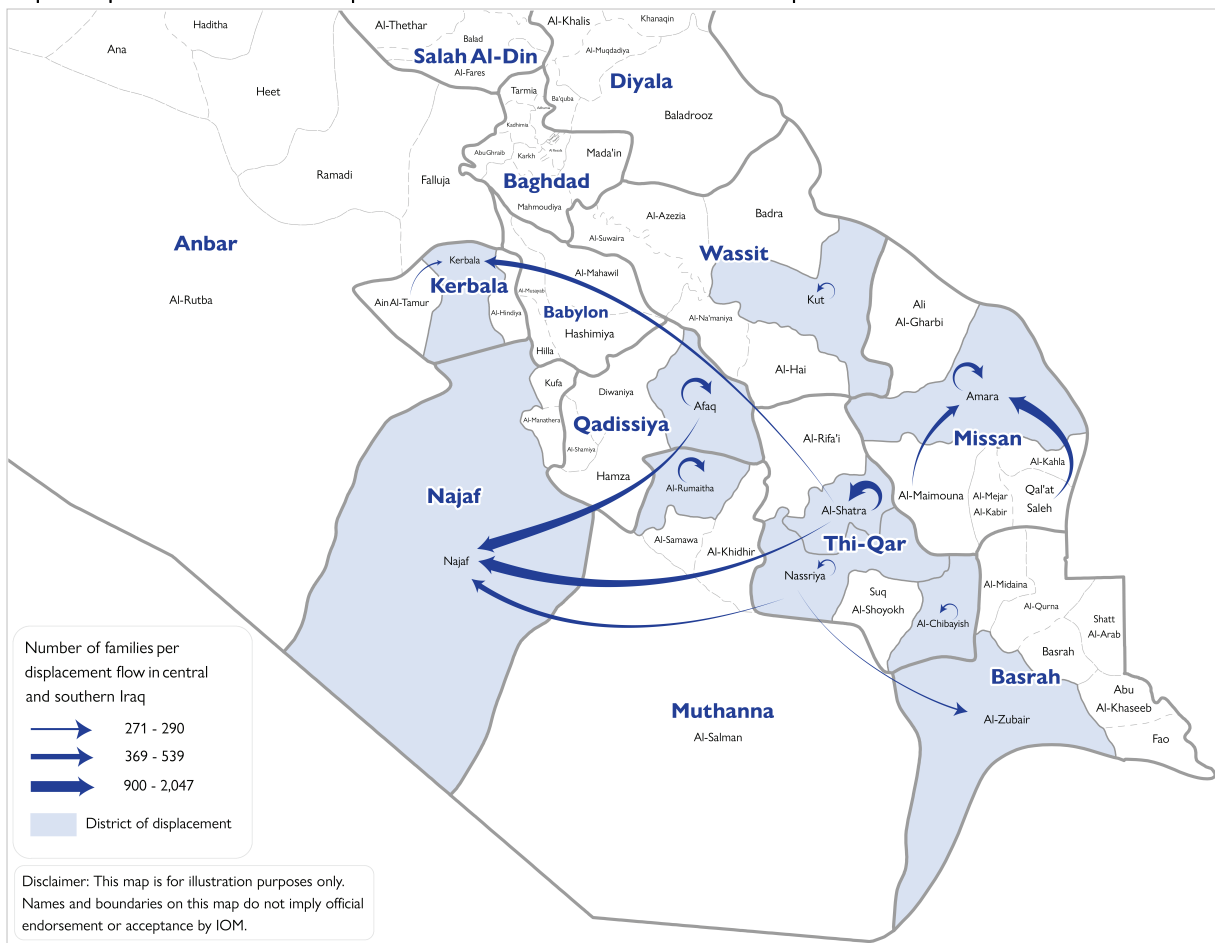 Haditha
Al-Thethar
Al-Khalis
Khanaqin
Ana
Balad
Al-Muqdadiya
Salah Al-Din
Al-Fares
Diyala
Heet
Tarmia
Ba'quba
Baladrooz
Kadhimia
Abu Ghraib
Karkh
Mada'in
Ramadi
Falluja
Baghdad
Mahmoudiya
Al-Azezia
Badra
Anbar
Al-Suwaira
Wassit
Kerbala
Al-Mahawil
Kerbala
Al-Musayab
Kut
Al-Rutba
Ain Al-Tamur
Al-Hindiya
Babylon
Al-Na'maniya
Ali
Al-Gharbi
Hashimiya
Hilla
Al-Hai
Kufa
Diwaniya
Afaq
Amara
Al-Manathera
Qadissiya
Al-Rifa'i
Missan
Al-Shamiya
Hamza
Al-Rumaitha
Al-Kahla
Najaf
Al-Maimouna
Al-Mejar
Al-Kabir
Qal'at
Saleh
Al-Shatra
Al-Samawa
Al-Khidhir
Thi-Qar
Najaf
Nassriya
Suq
Al-Shoyokh
Al-Midaina
Al-Qurna
Al-Chibayish
Shatt
Al-Arab
Basrah
Basrah
Abu
Al-Khaseeb
Muthanna
Al-Salman
Al-Zubair
Fao
Number of families per
displacement flow in central
and southern Iraq
271 - 290
369 - 539
900 - 2,047
District of displacement
Disclaimer: This map is for illustration purposes only.
Names and boundaries on this map do not imply official
endorsement or acceptance by IOM.